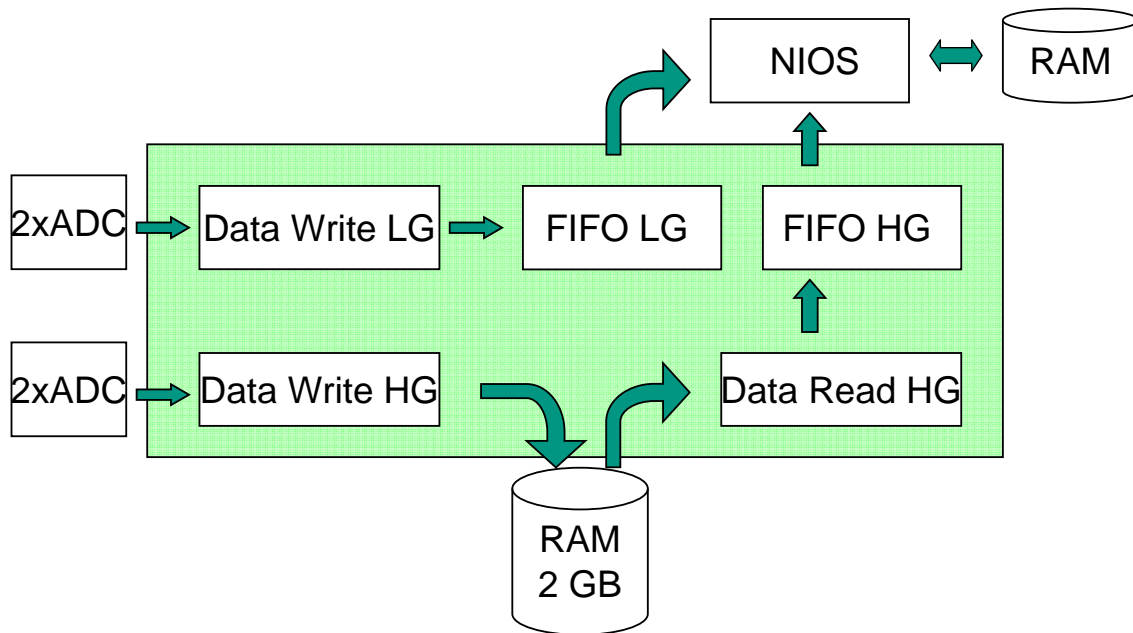 NIOS
RAM
2xADC
Data Write LG
FIFO LG
FIFO HG
2xADC
Data Write HG
Data Read HG
RAM
2 GB